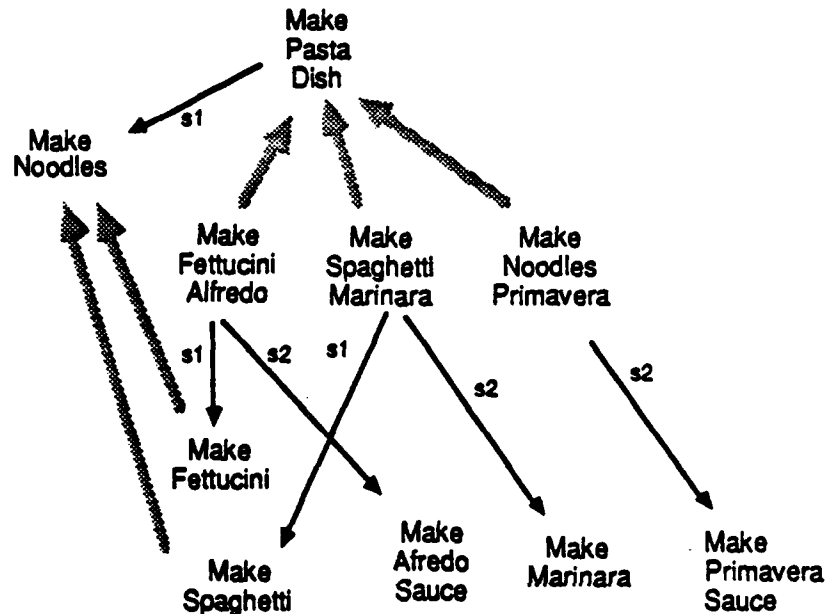 Make
Pasta
Dish
s1
Make
Noodles
Make
Fettucini
Alfredo
Make
Spaghetti
Marinara
Make
Noodles
Primavera
s1
s2
s1
s2
s2
Make
Fettucini
Make
Spaghetti
Make
Afredo
Sauce
Make
Marinara
Make
Primavera
Sauce